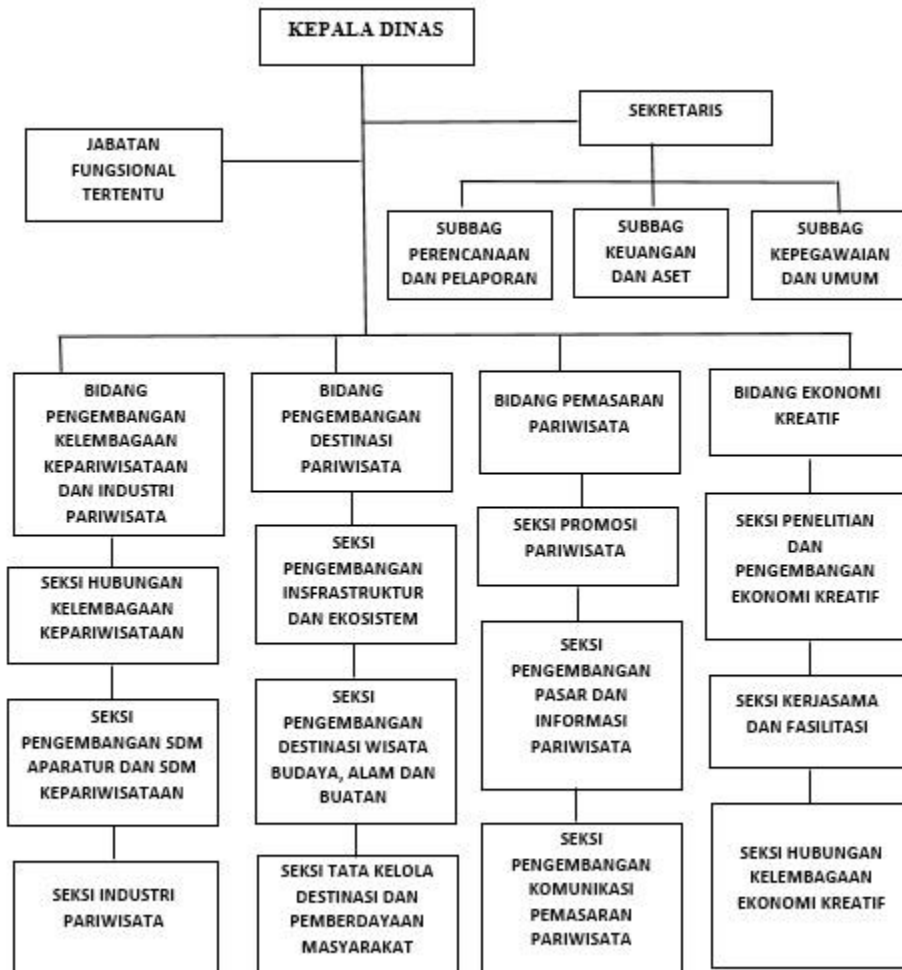 KEPALA DINAS
SEKRETARIS
JABATAN
FUNGSIONAL
TERTENTU
SUBBAG
PERENCANAAN
DAN PELAPORAN
SUBBAG
KEUANGAN
DAN ASET
SUBBAG
KEPEGAWAIAN
DAN UMUM
BIDANG
PENGEMBANGAN
KELEMBAGAAN
KEPARIWISATAAN
DAN INDUSTRI
PARIWISATA
SEKSI HUBUNGAN
KELEMBAGAAN
KEPARIWISATAAN
SEKSI
PENGEMBANGAN SDM
APARATUR DAN SDM
KEPARIWISATAAN
SEKSI INDUSTRI
PARIWISATA
BIDANG
PENGEMBANGAN
DESTINASI
PARIWISATA
SEKSI
PENGEMBANGAN
INSFRASTRUKTUR
DAN EKOSISTEM
SEKSI
PENGEMBANGAN
DESTINASI WISATA
BUDAYA, ALAM DAN
BUATAN
SEKSI TATA KELOLA
DESTINASI DAN
PEMBERDAYAAN
MASYARAKAT
BIDANG PEMASARAN
PARIWISATA
SEKSI PROMOSI
PARIWISATA
SEKSI
PENGEMBANGAN
PASAR DAN
INFORMASI
PARIWISATA
SEKSI
PENGEMBANGAN
KOMUNIKASI
PEMASARAN
PARIWISATA
BIDANG EKONOMI
KREATIF
SEKSI PENELITIAN
DAN
PENGEMBANGAN
EKONOMI KREATIF
SEKSI KERJASAMA
DAN FASILITASI
SEKSI HUBUNGAN
KELEMBAGAAN
EKONOMI KREATIF